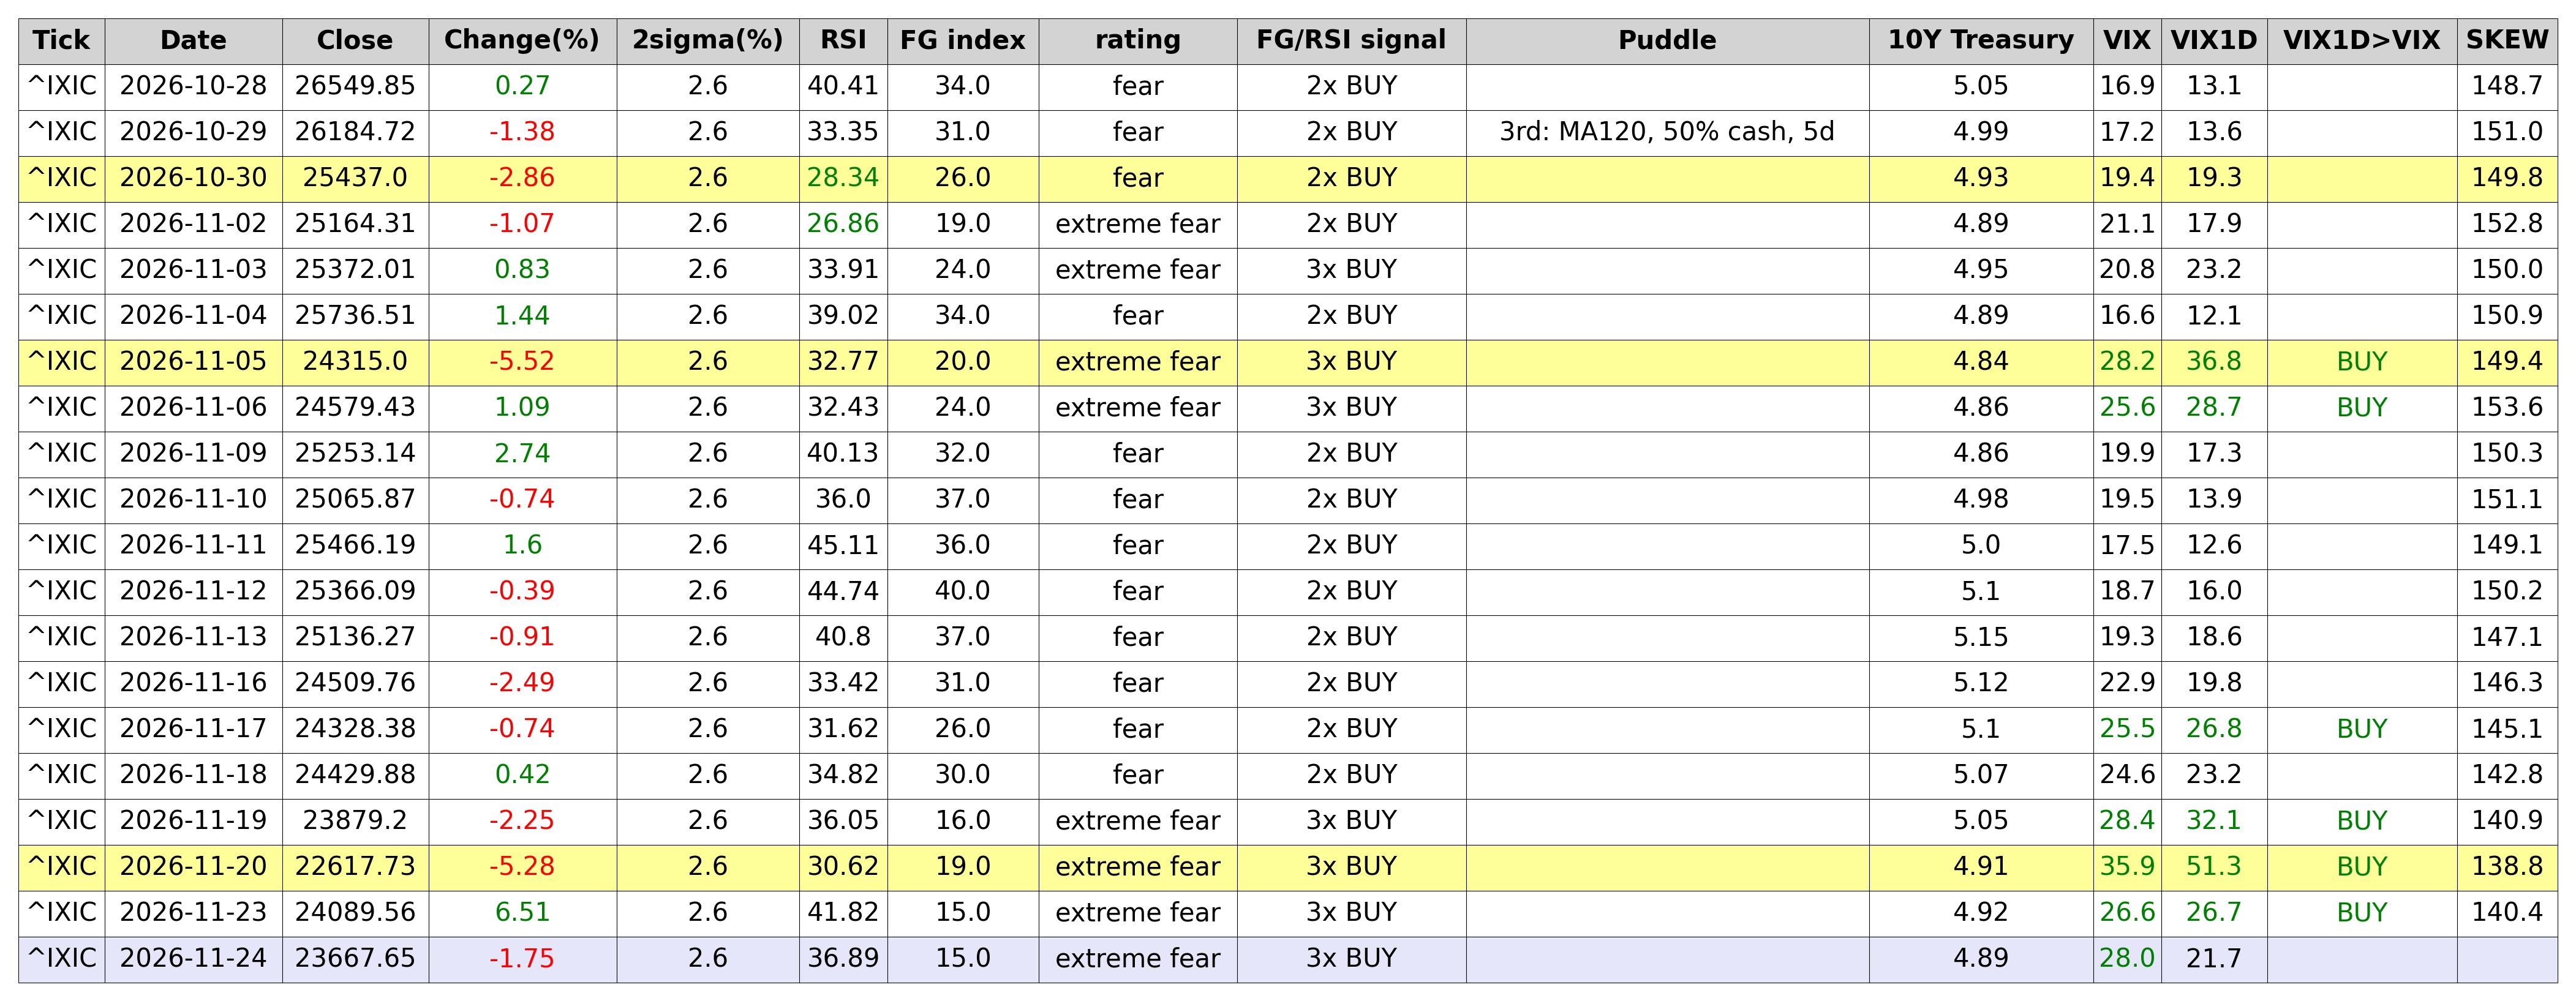 Tick Date Close Change(%) 2sigma(%) RSI FG index rating FG/RSI signal Puddle 10Y Treasury VIX VIX1D VIX1D>VIX SKEW
^IXIC 2026-10-28 26549.85 0.27 2.6 40.41 34.0 fear 2x BUY 5.05 16.9 13.1 148.7
^IXIC 2026-10-29 26184.72 -1.38 2.6 33.35 31.0 fear 2x BUY 3rd: MA120, 50% cash, 5d 4.99 17.2 13.6 151.0
^IXIC 2026-10-30 25437.0 -2.86 2.6 28.34 26.0 fear 2x BUY 4.93 19.4 19.3 149.8
^IXIC 2026-11-02 25164.31 -1.07 2.6 26.86 19.0 extreme fear 2x BUY 4.89 21.1 17.9 152.8
^IXIC 2026-11-03 25372.01 0.83 2.6 33.91 24.0 extreme fear 3x BUY 4.95 20.8 23.2 150.0
^IXIC 2026-11-04 25736.51 1.44 2.6 39.02 34.0 fear 2x BUY 4.89 16.6 12.1 150.9
^IXIC 2026-11-05 24315.0 -5.52 2.6 32.77 20.0 extreme fear 3x BUY 4.84 28.2 36.8 BUY 149.4
^IXIC 2026-11-06 24579.43 1.09 2.6 32.43 24.0 extreme fear 3x BUY 4.86 25.6 28.7 BUY 153.6
^IXIC 2026-11-09 25253.14 2.74 2.6 40.13 32.0 fear 2x BUY 4.86 19.9 17.3 150.3
^IXIC 2026-11-10 25065.87 -0.74 2.6 36.0 37.0 fear 2x BUY 4.98 19.5 13.9 151.1
^IXIC 2026-11-11 25466.19 1.6 2.6 45.11 36.0 fear 2x BUY 5.0 17.5 12.6 149.1
^IXIC 2026-11-12 25366.09 -0.39 2.6 44.74 40.0 fear 2x BUY 5.1 18.7 16.0 150.2
^IXIC 2026-11-13 25136.27 -0.91 2.6 40.8 37.0 fear 2x BUY 5.15 19.3 18.6 147.1
^IXIC 2026-11-16 24509.76 -2.49 2.6 33.42 31.0 fear 2x BUY 5.12 22.9 19.8 146.3
^IXIC 2026-11-17 24328.38 -0.74 2.6 31.62 26.0 fear 2x BUY 5.1 25.5 26.8 BUY 145.1
^IXIC 2026-11-18 24429.88 0.42 2.6 34.82 30.0 fear 2x BUY 5.07 24.6 23.2 142.8
^IXIC 2026-11-19 23879.2 -2.25 2.6 36.05 16.0 extreme fear 3x BUY 5.05 28.4 32.1 BUY 140.9
^IXIC 2026-11-20 22617.73 -5.28 2.6 30.62 19.0 extreme fear 3x BUY 4.91 35.9 51.3 BUY 138.8
^IXIC 2026-11-23 24089.56 6.51 2.6 41.82 15.0 extreme fear 3x BUY 4.92 26.6 26.7 BUY 140.4
^IXIC 2026-11-24 23667.65 -1.75 2.6 36.89 15.0 extreme fear 3x BUY 4.89 28.0 21.7